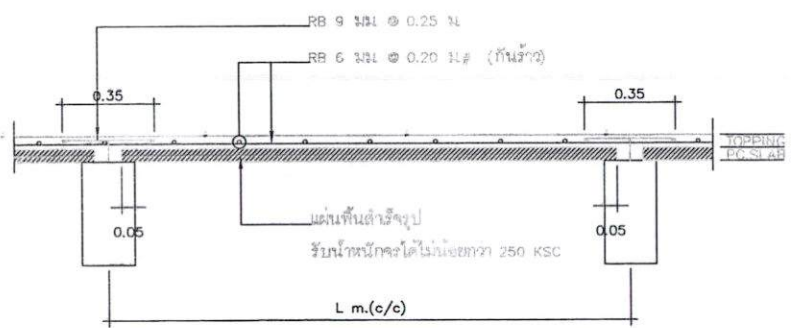 RB 9 มม. @ 0.25 ม.
RB 6 มม. @ 0.20 ม.# (กันร้าว)
0.35
0.35
TOPPING
PC.SLAB
0.05
0.05
แผ่นพื้นสำเร็จรูป
รับน้ำหนักจรได้ไม่น้อยกว่า 250 KSC
L m.(c/c)